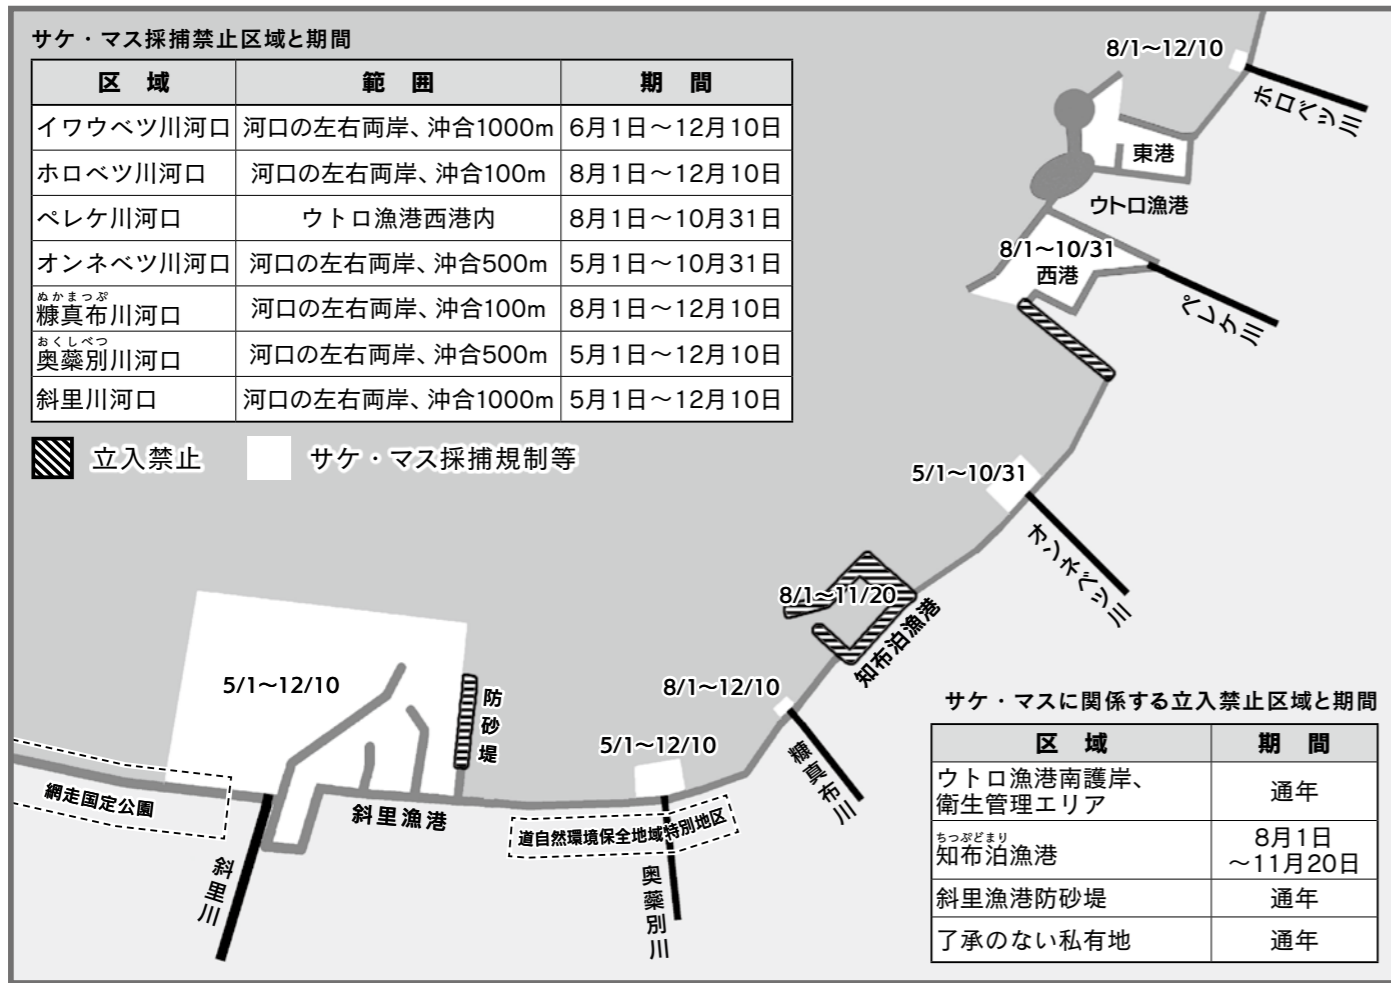 サケ・マス採捕禁止区域と期間
区　域　範　囲　期　間
イワウベツ川河口　河口の左右両岸、沖合1000m　6月1日～12月10日
ホロベツ川河口　河口の左右両岸、沖合100m　8月1日～12月10日
ペレケ川河口　ウトロ漁港西港内　8月1日～10月31日
オンネベツ川河口　河口の左右両岸、沖合500m　5月1日～10月31日
ぬかまっぷ
糠真布川河口　河口の左右両岸、沖合100m　8月1日～12月10日
おくしべつ
奥蘂別川河口　河口の左右両岸、沖合500m　5月1日～12月10日
斜里川河口　河口の左右両岸、沖合1000m　5月1日～12月10日
立入禁止　サケ・マス採捕規制等
8/1～12/10
ホロベツ川
東港
ウトロ漁港
8/1～10/31
西港
ペレケ川
5/1～10/31
オンネベツ川
8/1～11/20
知布泊漁港
8/1～12/10
糠真布川
5/1～12/10
道自然環境保全地域特別地区
奥蘂別川
5/1～12/10
防砂堤
斜里漁港
網走国定公園
斜里川
サケ・マスに関係する立入禁止区域と期間
区　域　期　間
ウトロ漁港南護岸、
衛生管理エリア　通年
ちっぷどまり
知布泊漁港　8月1日
～11月20日
斜里漁港防砂堤　通年
了承のない私有地　通年